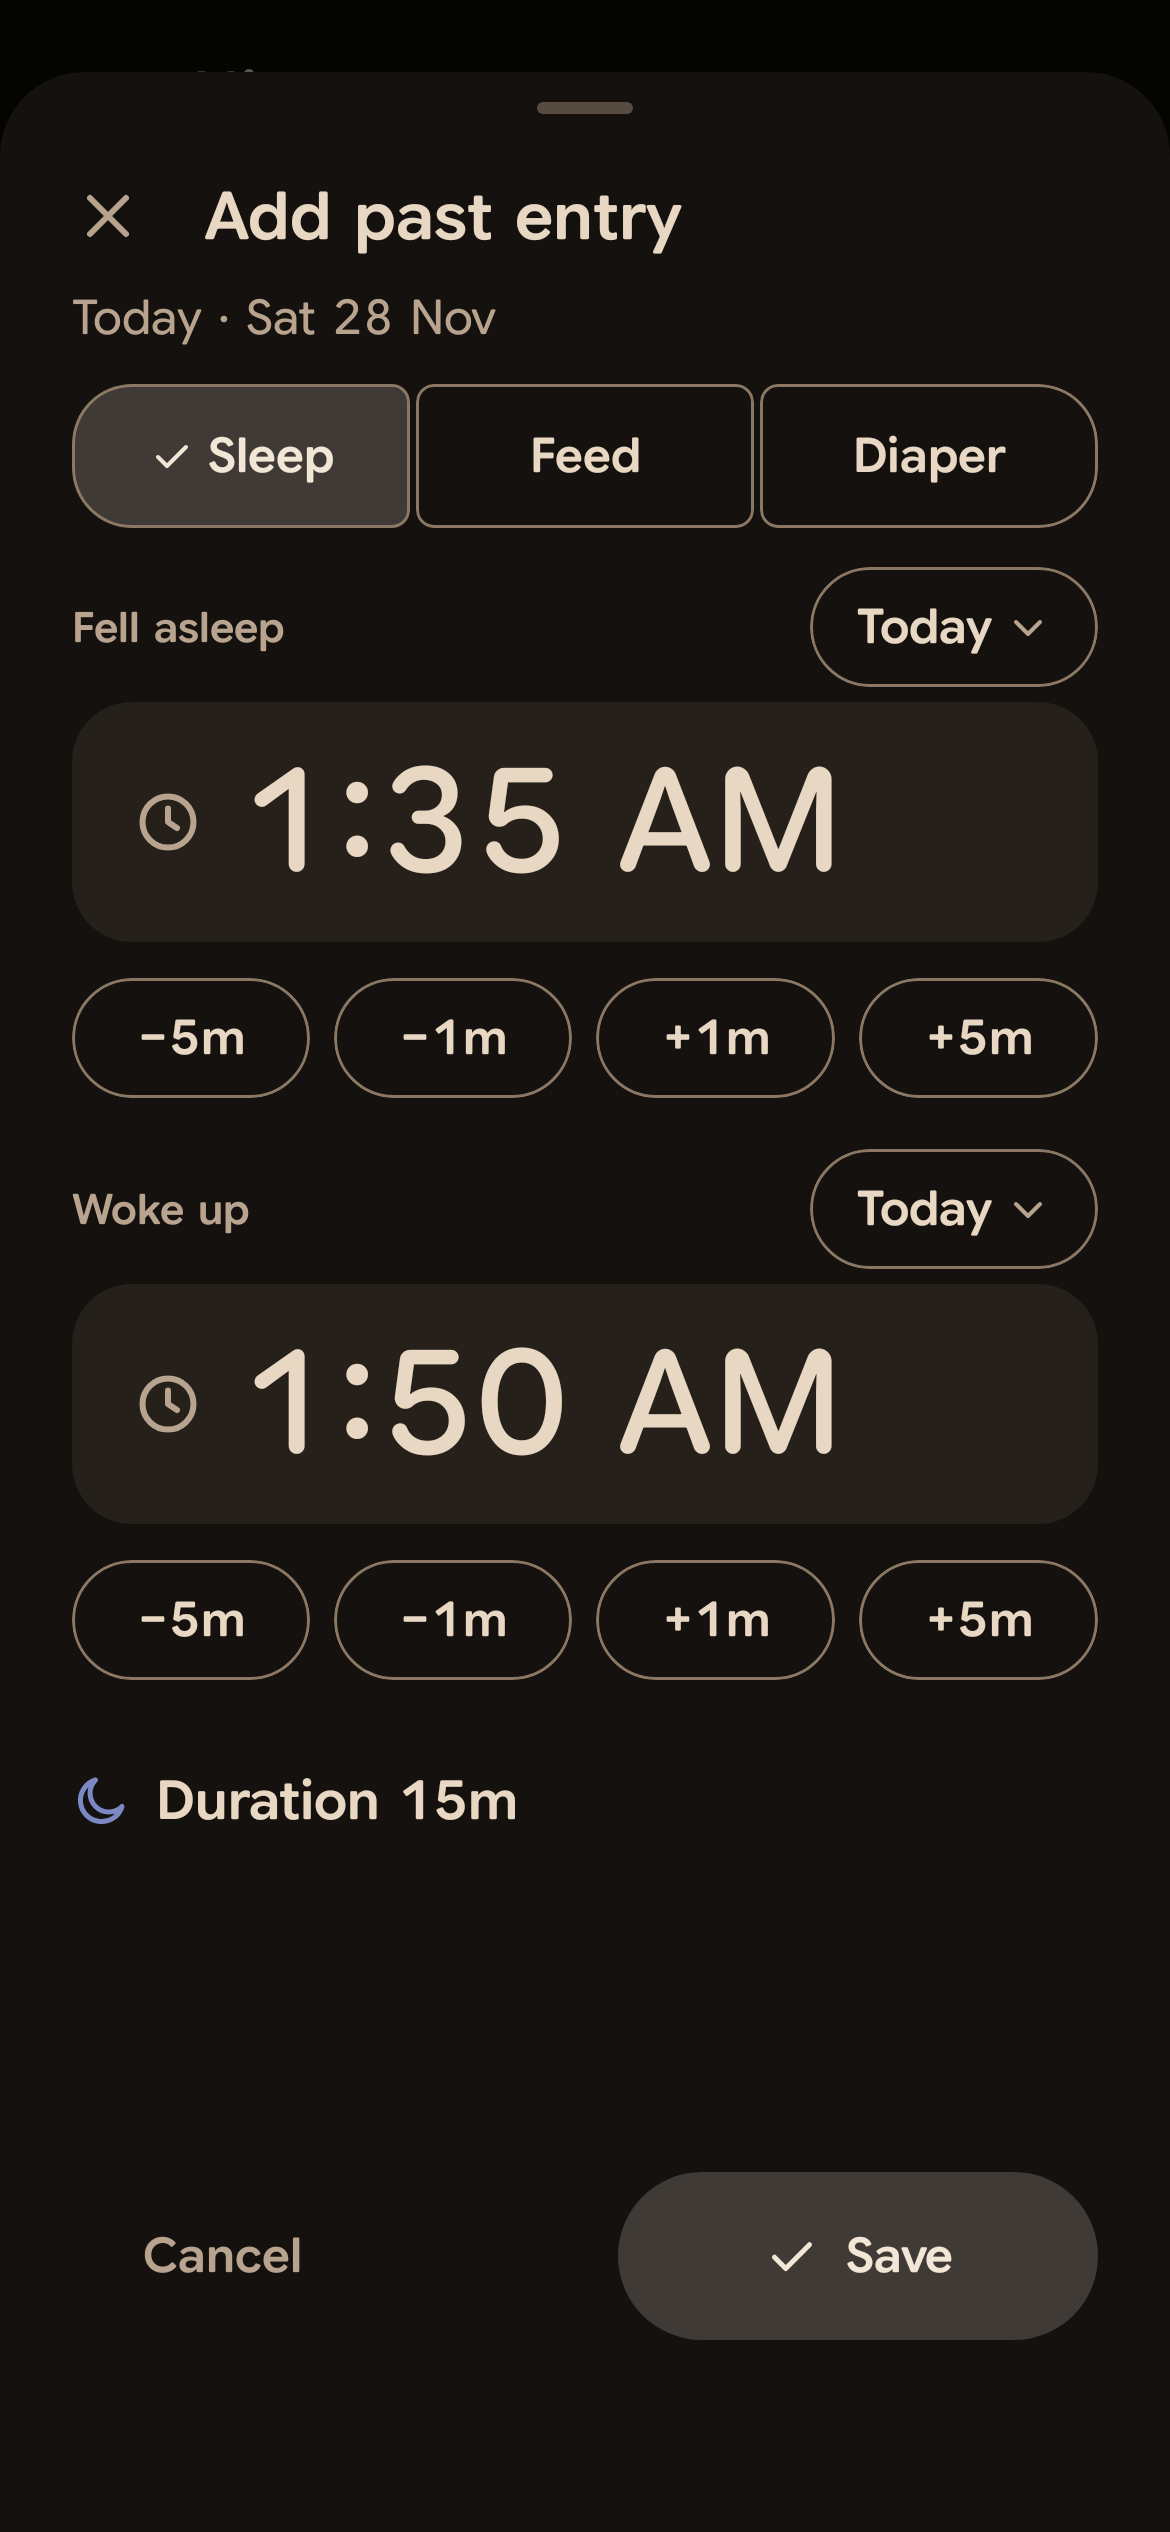 Add past entry
Today · Sat 28 Nov
Sleep Feed Diaper
Fell asleep Today
1:35 AM
−5m −1m +1m +5m
Woke up Today
1:50 AM
−5m −1m +1m +5m
Duration 15m
Cancel Save